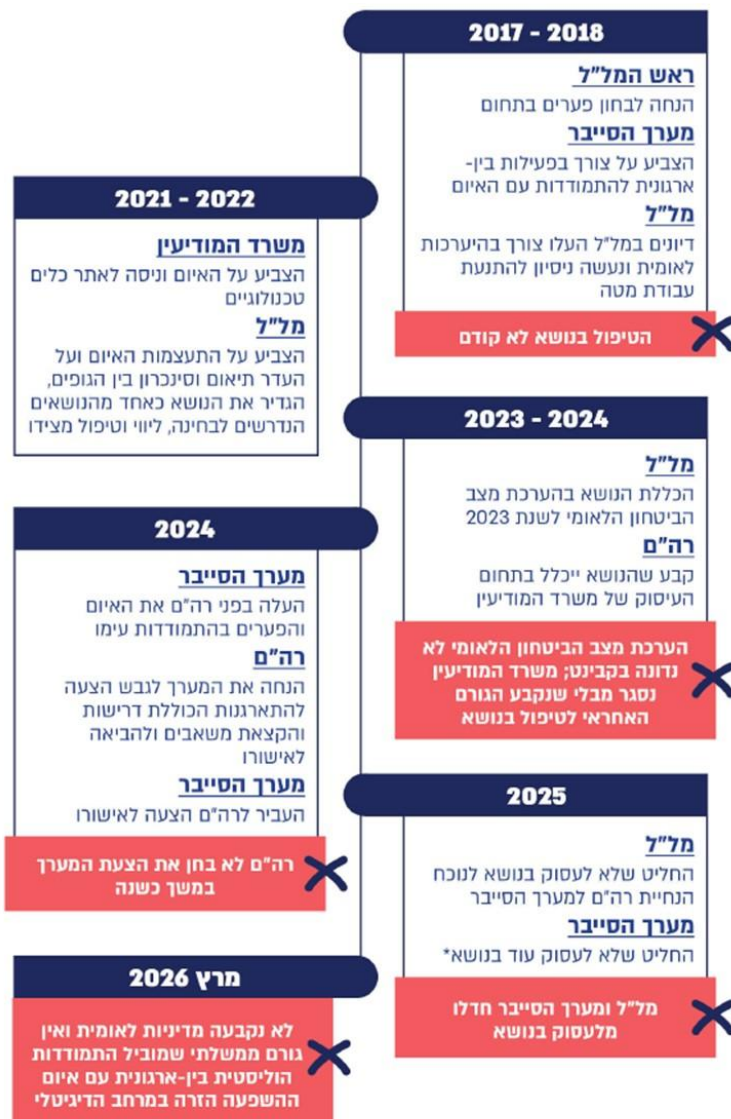 2017 - 2018
ראש המל"ל
הנחה לבחון פערים בתחום
מערך הסייבר
הצביע על צורך בפעילות בין-
ארגונית להתמודדות עם האיום
מל"ל
דיונים במל"ל העלו צורך בהיערכות
לאומית ונעשה ניסיון להתנעת
עבודת מטה
הטיפול בנושא לא קודם
2021 - 2022
משרד המודיעין
הצביע על האיום וניסה לאתר כלים
טכנולוגיים
מל"ל
הצביע על התעצמות האיום ועל
העדר תיאום וסינכרון בין הגופים,
הגדיר את הנושא כאחד מהנושאים
הנדרשים לבחינה, ליווי וטיפול מצידו
2023 - 2024
מל"ל
הכללת הנושא בהערכת מצב
הביטחון הלאומי לשנת 2023
רה"ם
קבע שהנושא ייכלל בתחום
העיסוק של משרד המודיעין
הערכת מצב הביטחון הלאומי לא
נדונה בקבינט; משרד המודיעין
נסגר מבלי שנקבע הגורם
האחראי לטיפול בנושא
2024
מערך הסייבר
העלה בפני רה"ם את האיום
והפערים בהתמודדות עימו
רה"ם
הנחה את המערך לגבש הצעה
להתארגנות הכוללת דרישות
והקצאת משאבים ולהביאה
לאישורו
מערך הסייבר
העביר לרה"ם הצעה לאישורו
רה"ם לא בחן את הצעת המערך
במשך כשנה
2025
מל"ל
החליט שלא לעסוק בנושא לנוכח
הנחיית רה"ם למערך הסייבר
מערך הסייבר
החליט שלא לעסוק עוד בנושא*
מל"ל ומערך הסייבר חדלו
מלעסוק בנושא
מרץ 2026
לא נקבעה מדיניות לאומית ואין
גורם ממשלתי שמוביל התמודדות
הוליסטית בין-ארגונית עם איום
ההשפעה הזרה במרחב הדיגיטלי